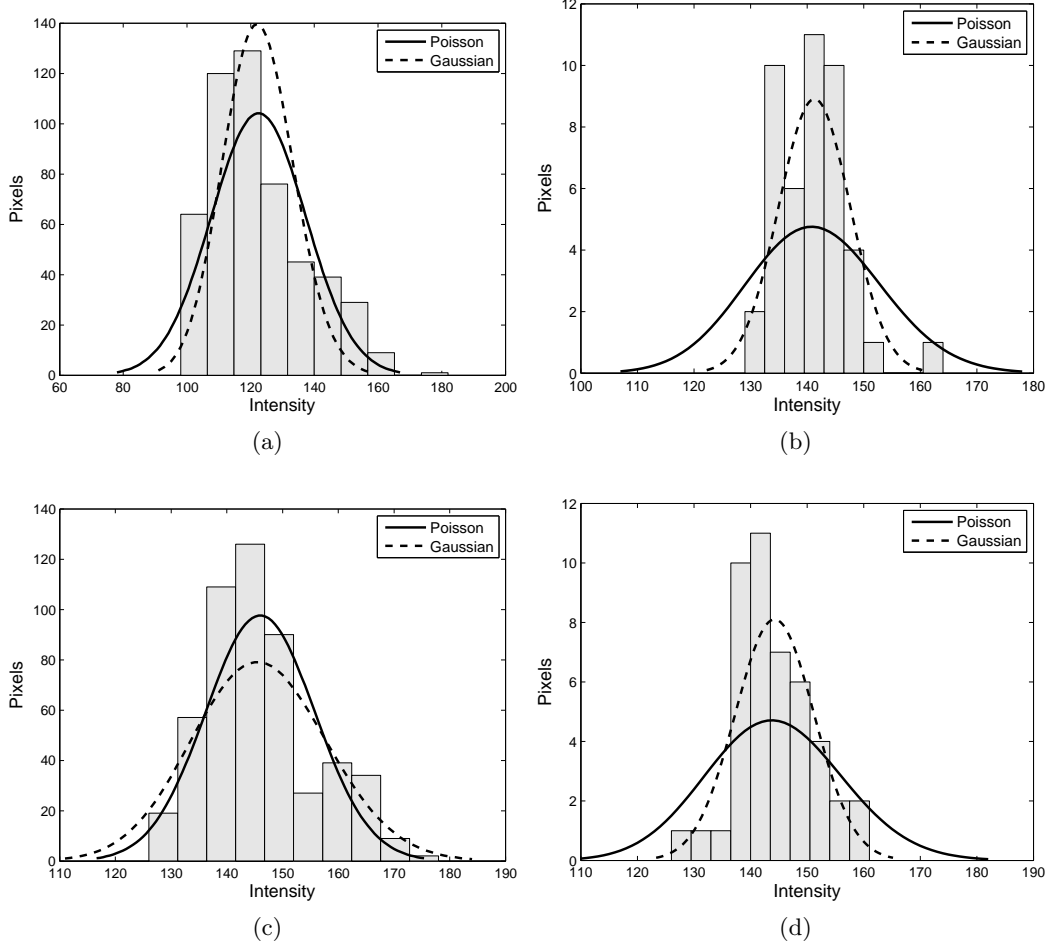 140
120
100
80
60
40
20
0
Pixels
60 80 100 120 140 160 180 200
Intensity
Poisson
Gaussian
(a)
12
10
8
6
4
2
0
Pixels
100 110 120 130 140 150 160 170 180
Intensity
Poisson
Gaussian
(b)
140
120
100
80
60
40
20
0
Pixels
110 120 130 140 150 160 170 180 190
Intensity
Poisson
Gaussian
(c)
12
10
8
6
4
2
0
Pixels
110 120 130 140 150 160 170 180 190
Intensity
Poisson
Gaussian
(d)